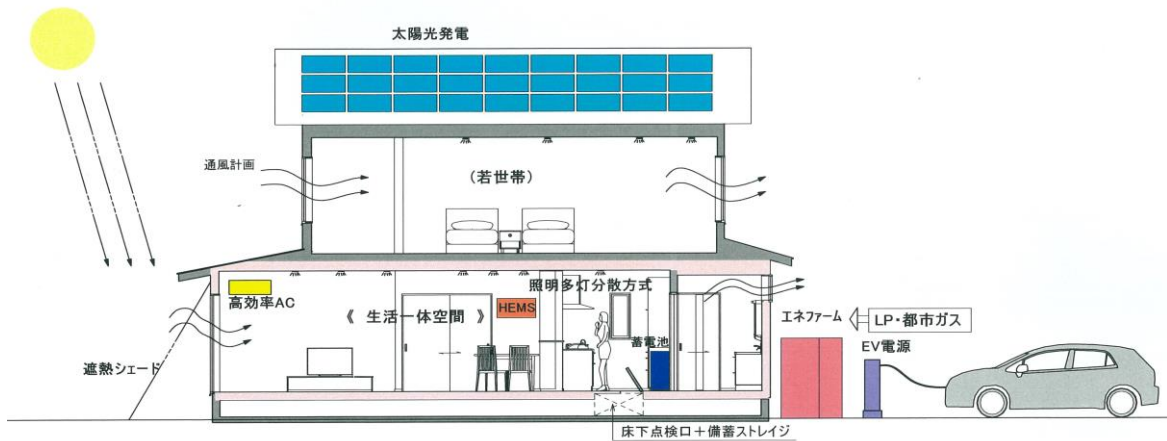 太陽光発電
通風計画
(若世帯)
照明多灯分散方式
高効率AC
《 生活一体空間 》
HEMS
エネファーム
LP・都市ガス
蓄電池
EV電源
遮熱シェード
床下点検口+備蓄ストレイジ